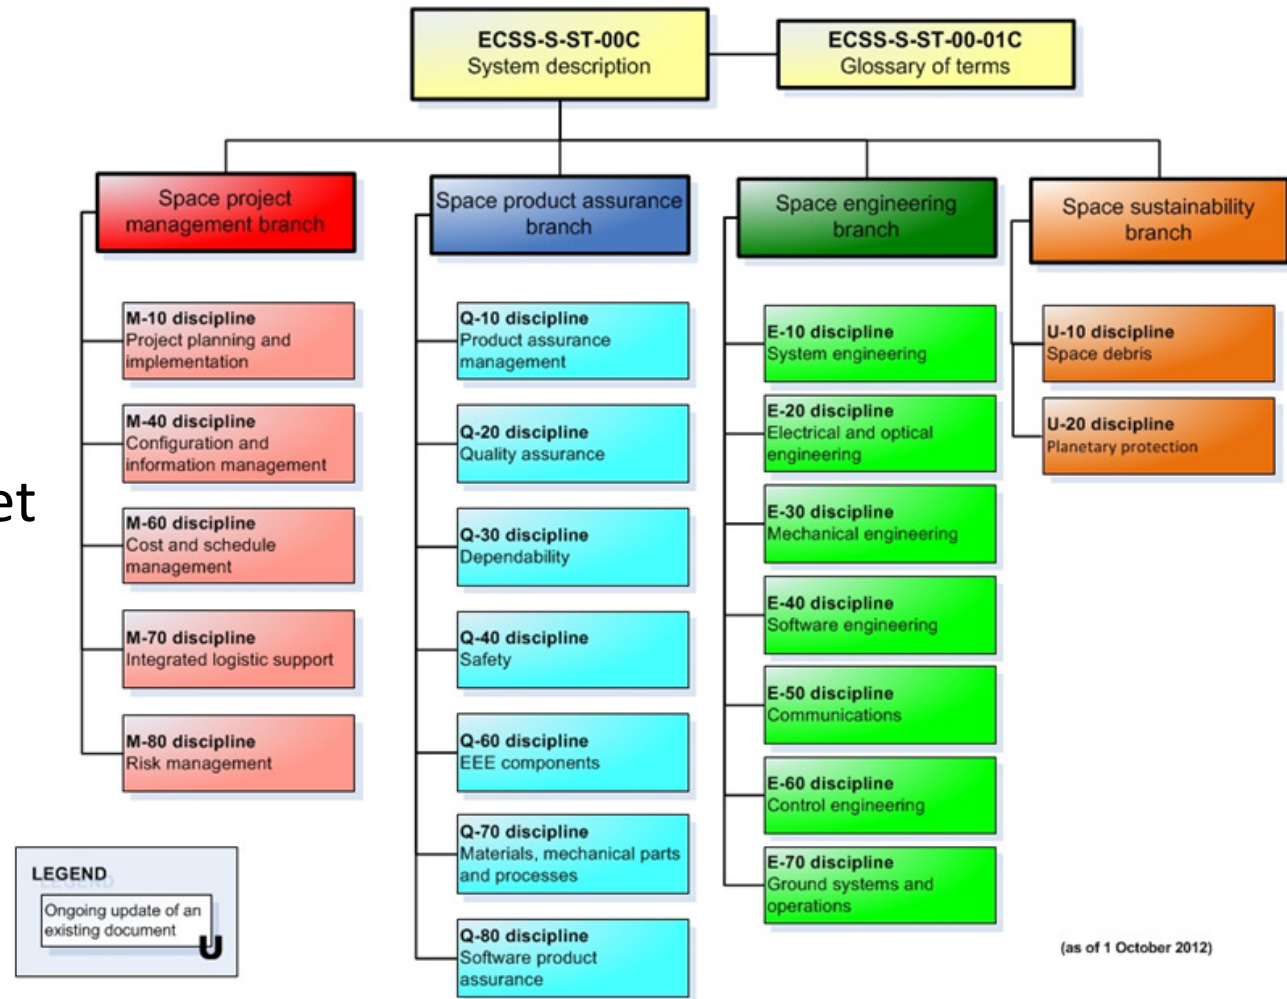 ECSS-S-ST-00C
System description
ECSS-S-ST-00-01C
Glossary of terms
Space project
management branch
Space product assurance
branch
Space engineering
branch
Space sustainability
branch
M-10 discipline
Project planning and
implementation
M-40 discipline
Configuration and
information management
M-60 discipline
Cost and schedule
management
M-70 discipline
Integrated logistic support
M-80 discipline
Risk management
Q-10 discipline
Product assurance
management
Q-20 discipline
Quality assurance
Q-30 discipline
Dependability
Q-40 discipline
Safety
Q-60 discipline
EEE components
Q-70 discipline
Materials, mechanical parts
and processes
Q-80 discipline
Software product
assurance
E-10 discipline
System engineering
E-20 discipline
Electrical and optical
engineering
E-30 discipline
Mechanical engineering
E-40 discipline
Software engineering
E-50 discipline
Communications
E-60 discipline
Control engineering
E-70 discipline
Ground systems and
operations
U-10 discipline
Space debris
U-20 discipline
Planetary protection
et
LEGEND
Ongoing update of an
existing document
U
(as of 1 October 2012)